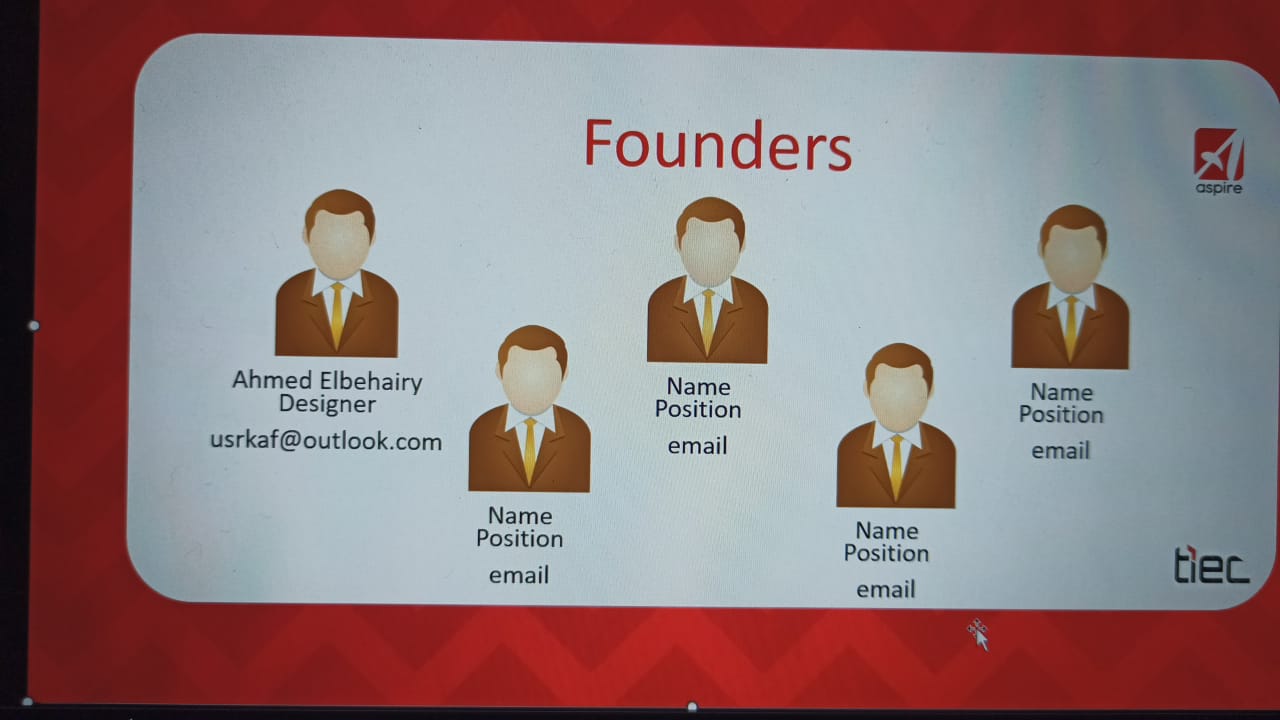 Founders
aspire
Ahmed Elbehairy
Designer
usrkaf@outlook.com
Name
Position
email
Name
Position
email
Name
Position
email
Name
Position
email
tiec